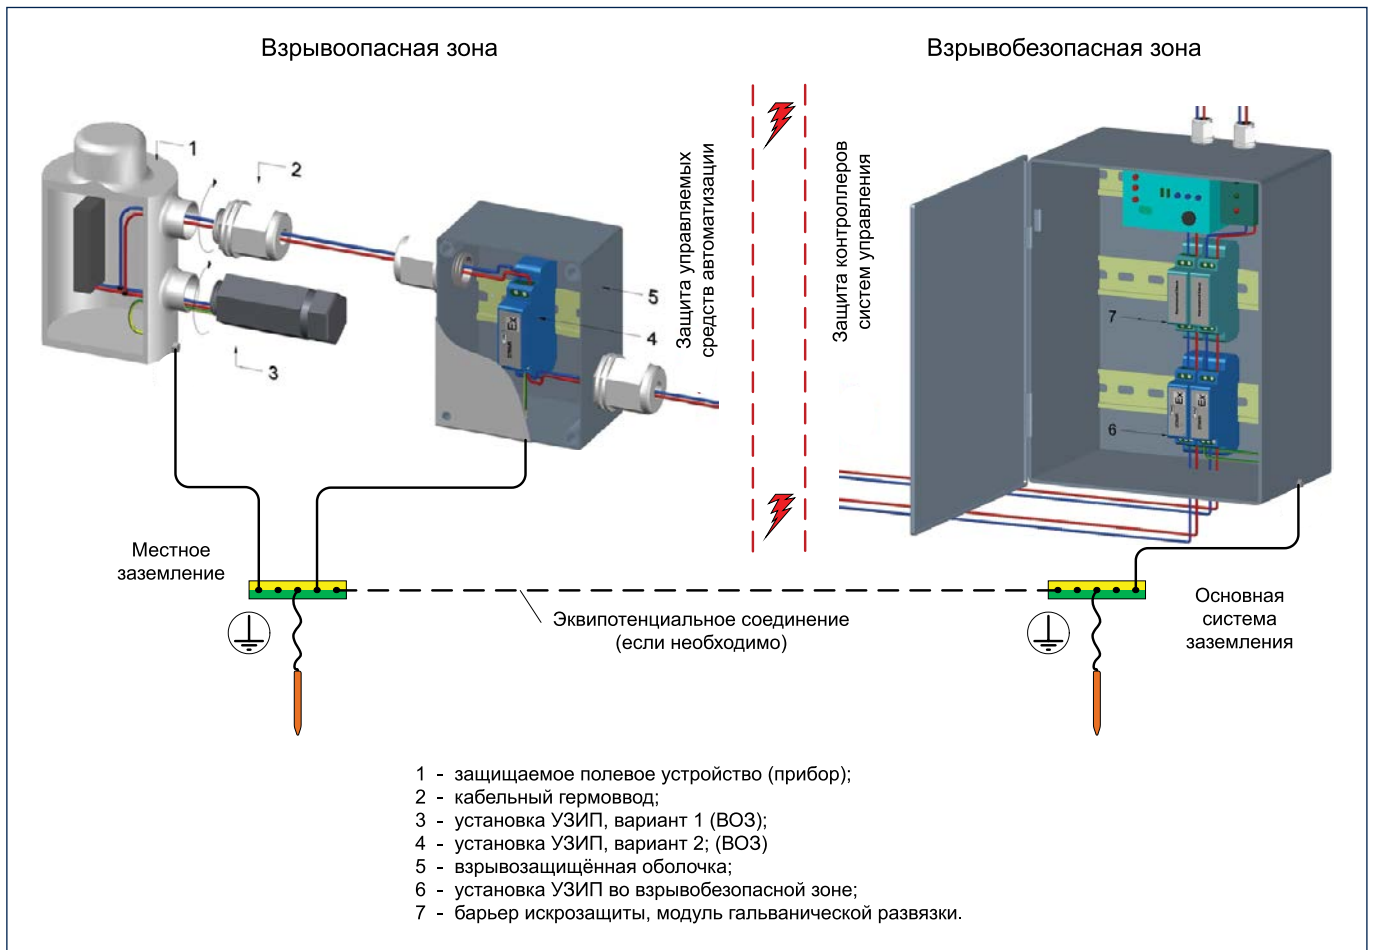 Взрывоопасная зона
Взрывобезопасная зона
1
2
3
4
5
Ex
Защита управляемых
средств автоматизации
Защита контроллеров
систем управления
7
6
Ex
Ex
Местное
заземление
Эквипотенциальное соединение
(если необходимо)
Основная
система
заземления
1 - защищаемое полевое устройство (прибор);
2 - кабельный гермоввод;
3 - установка УЗИП, вариант 1 (ВОЗ);
4 - установка УЗИП, вариант 2; (ВОЗ)
5 - взрывозащищённая оболочка;
6 - установка УЗИП во взрывобезопасной зоне;
7 - барьер искрозащиты, модуль гальванической развязки.